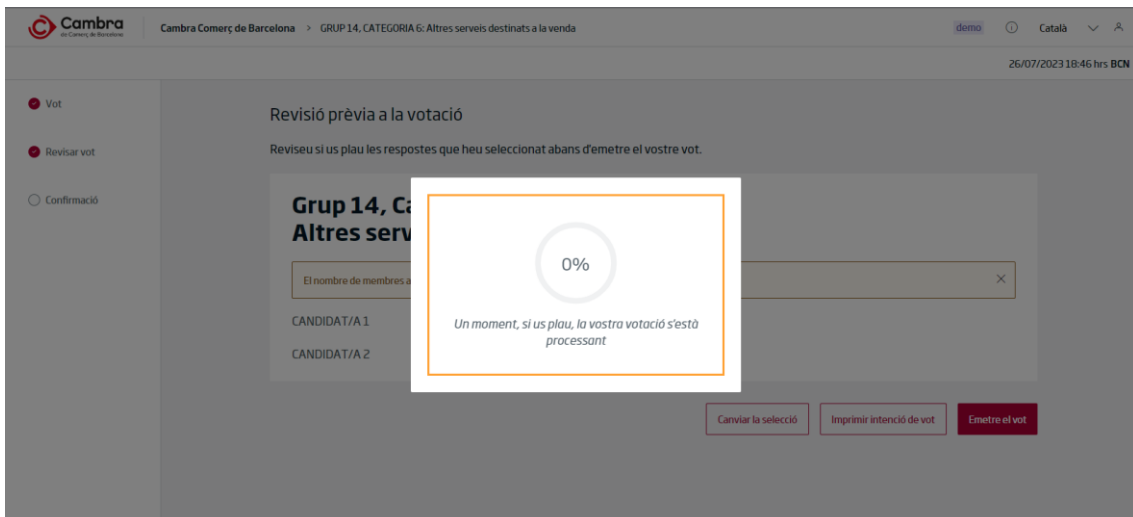 Cambra
de Comerç de Barcelona
Cambra Comerç de Barcelona > GRUP 14, CATEGORIA 6: Altres serveis destinats a la venda
demo
Català
26/07/2023 18:46 hrs BCN
Vot
Revisar vot
Confirmació
Revisió prèvia a la votació
Reviseu si us plau les respostes que heu seleccionat abans d'emetre el vostre vot.
Grup 14, Ca
Altres serv
El nombre de membres a
CANDIDAT/A 1
CANDIDAT/A 2
0%
Un moment, si us plau, la vostra votació s'està
processant
Canviar la selecció
Imprimir intenció de vot
Emetre el vot